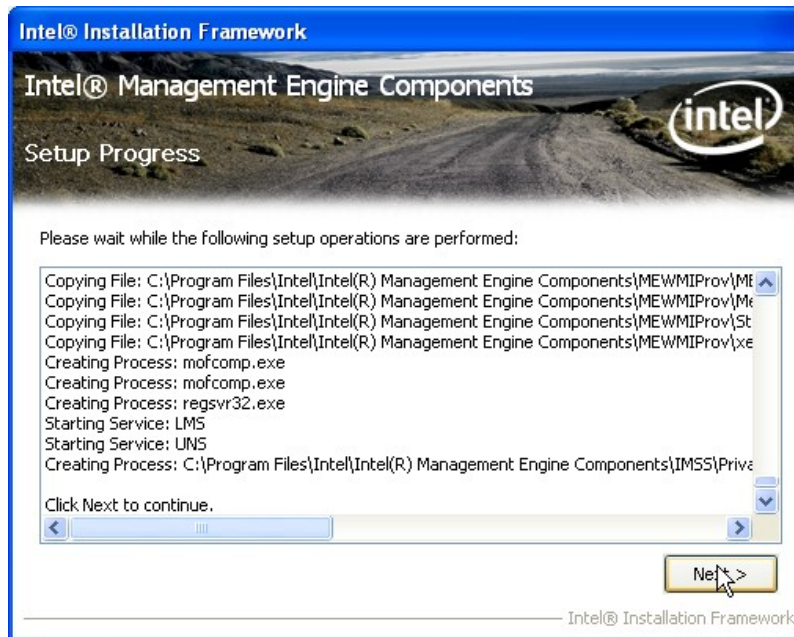 Intel® Installation Framework
Intel® Management Engine Components
intel
Setup Progress
Please wait while the following setup operations are performed:
Copying File: C:\Program Files\Intel\Intel(R) Management Engine Components\MEWMIProv\ME
Copying File: C:\Program Files\Intel\Intel(R) Management Engine Components\MEWMIProv\Me
Copying File: C:\Program Files\Intel\Intel(R) Management Engine Components\MEWMIProv\St
Copying File: C:\Program Files\Intel\Intel(R) Management Engine Components\MEWMIProv\xe
Creating Process: mofcomp.exe
Creating Process: mofcomp.exe
Creating Process: regsvr32.exe
Starting Service: LMS
Starting Service: UNS
Creating Process: C:\Program Files\Intel\Intel(R) Management Engine Components\IMSS\Priva
Click Next to continue.
Next >
Intel® Installation Framework